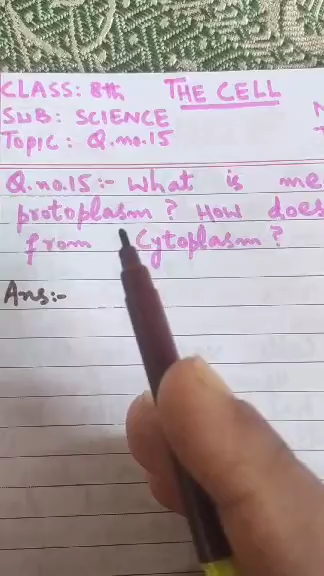 CLASS: 8th THE CELL
SUB: SCIENCE
Topic: Q.no.15
Q.no.15:- What is
protoplasm? How does
from Cytoplasm?
Ans:-